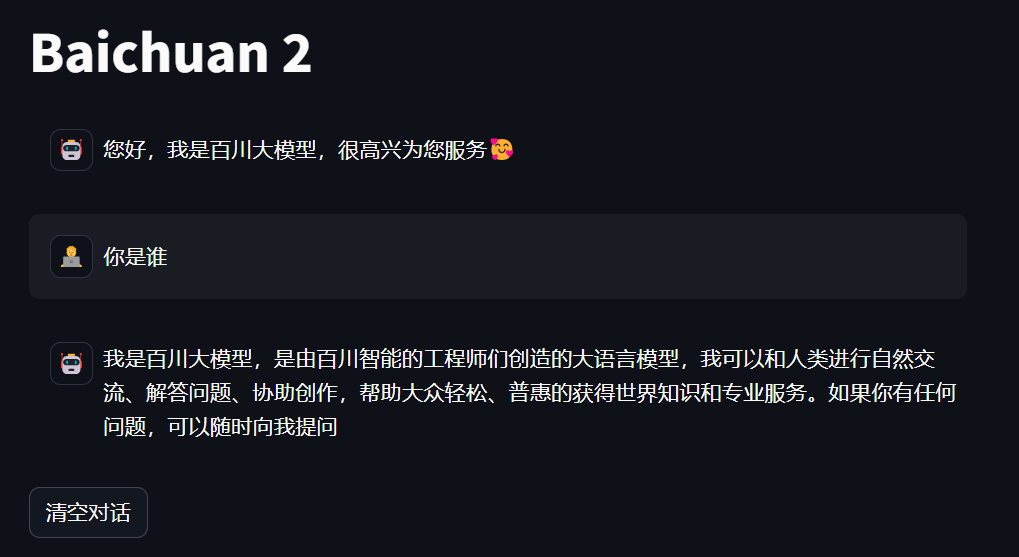 Baichuan 2
您好，我是百川大模型，很高兴为您服务🥰
你是谁
我是百川大模型，是由百川智能的工程师们创造的大语言模型，我可以和人类进行自然交
流、解答问题、协助创作，帮助大众轻松、普惠的获得世界知识和专业服务。如果你有任何
问题，可以随时向我提问
清空对话